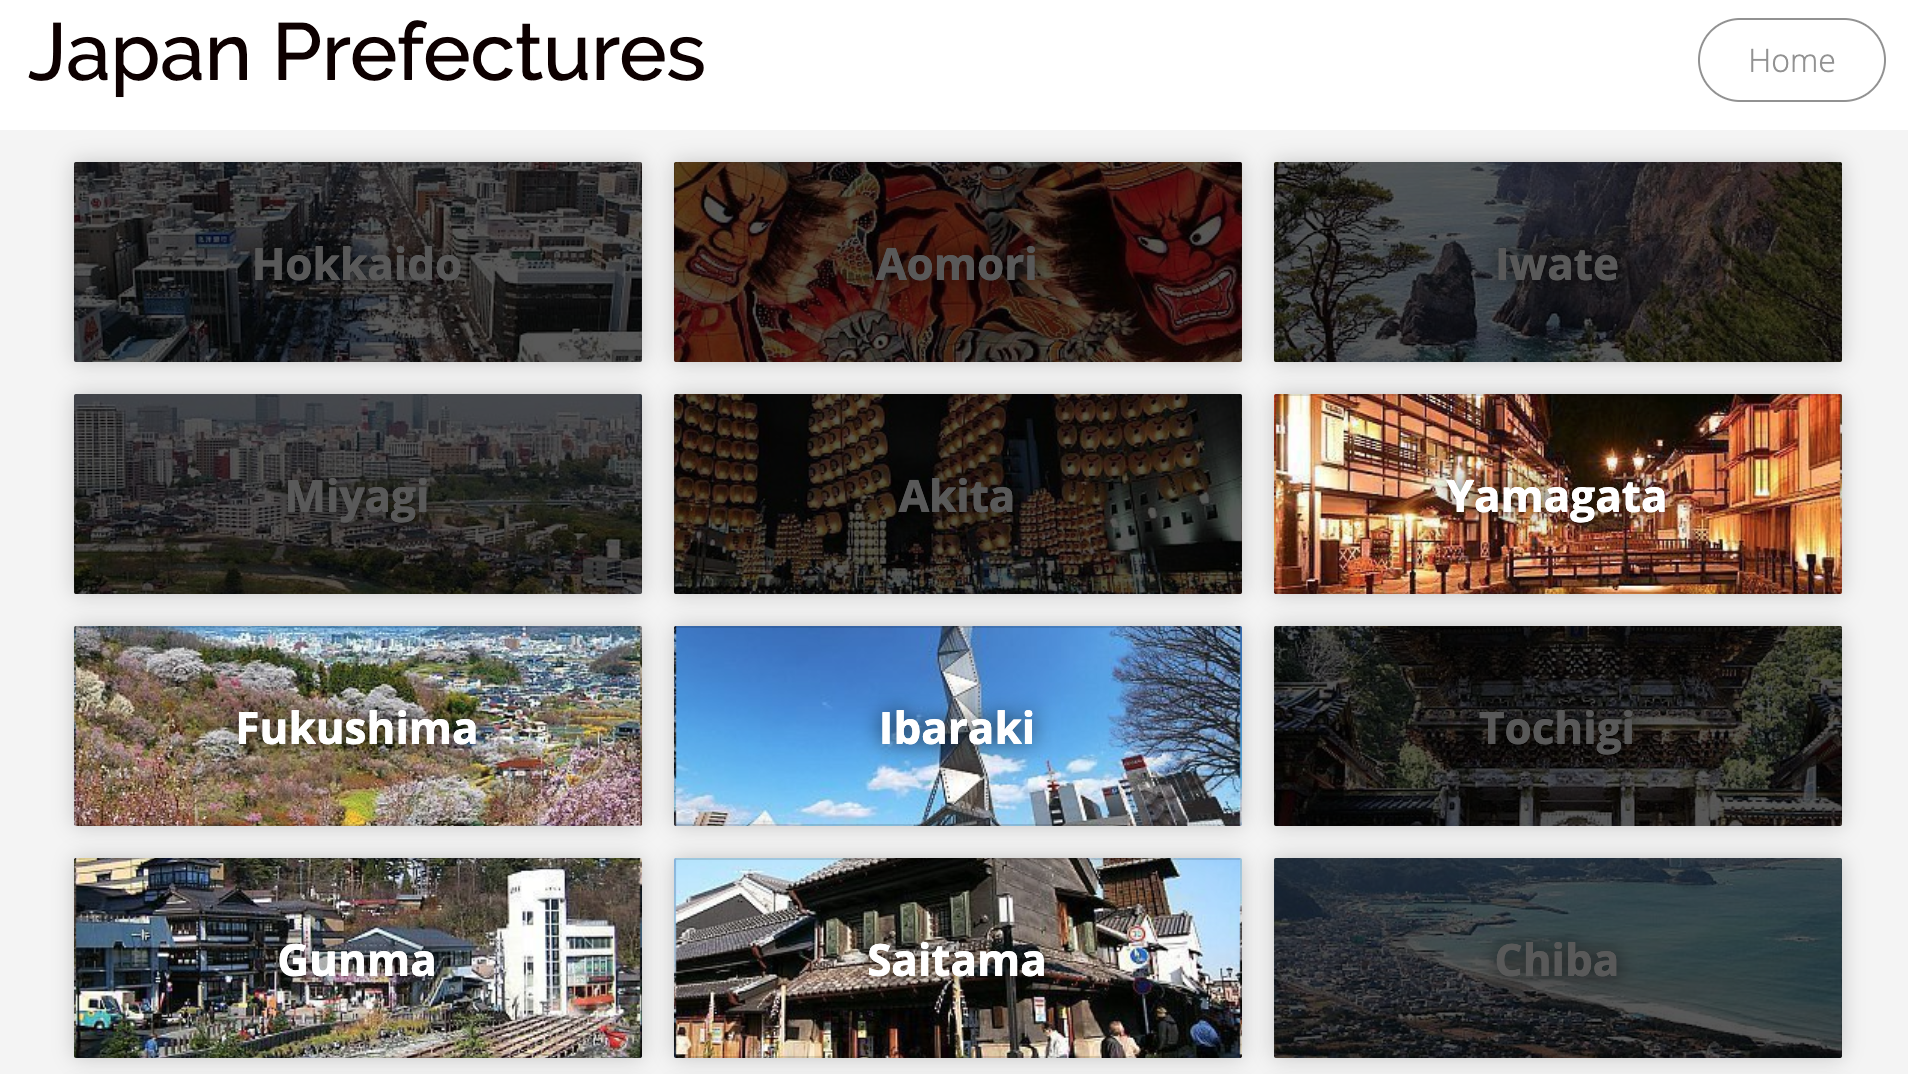 Japan Prefectures
Home
Hokkaido
Aomori
Iwate
Miyagi
Akita
Yamagata
Fukushima
Ibaraki
Tochigi
Gunma
Saitama
Chiba